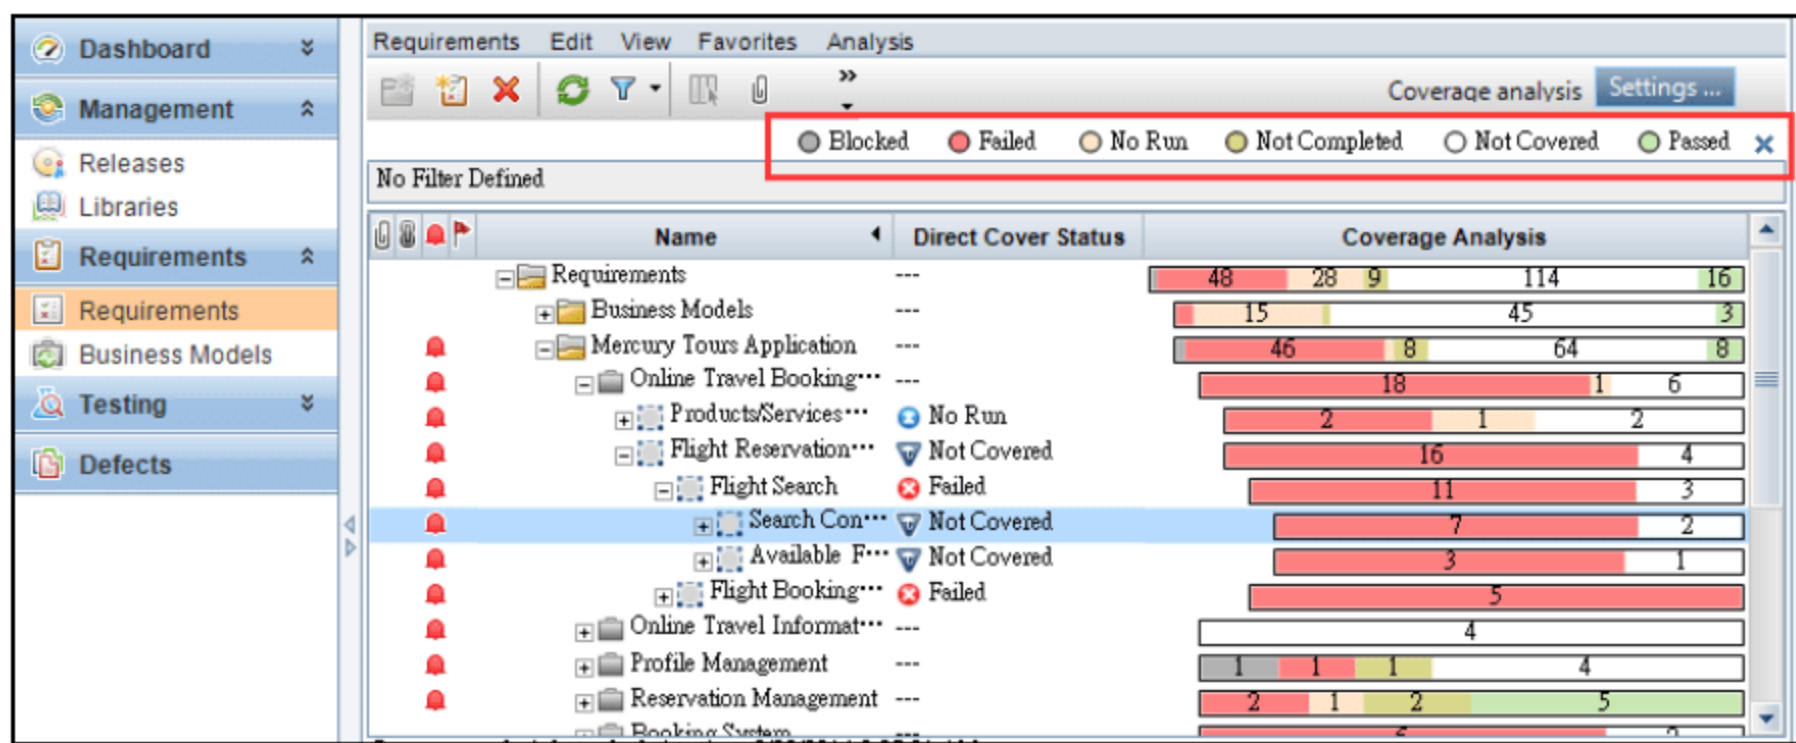 Dashboard
Management
Releases
Libraries
Requirements
Requirements
Business Models
Testing
Defects
Requirements Edit View Favorites Analysis
Coverage analysis Settings ...
Blocked Failed No Run Not Completed Not Covered Passed
No Filter Defined
Name Direct Cover Status Coverage Analysis
Requirements --- 48 28 9 114 16
Business Models --- 15 45 3
Mercury Tours Application --- 46 8 64 8
Online Travel Booking··· --- 18 1 6
Products/Services··· No Run 2 1 2
Flight Reservation··· Not Covered 16 4
Flight Search Failed 11 3
Search Con··· Not Covered 7 2
Available F··· Not Covered 3 1
Flight Booking··· Failed 5
Online Travel Informat··· --- 4
Profile Management --- 1 1 1 4
Reservation Management --- 2 1 2 5
Booking System ---